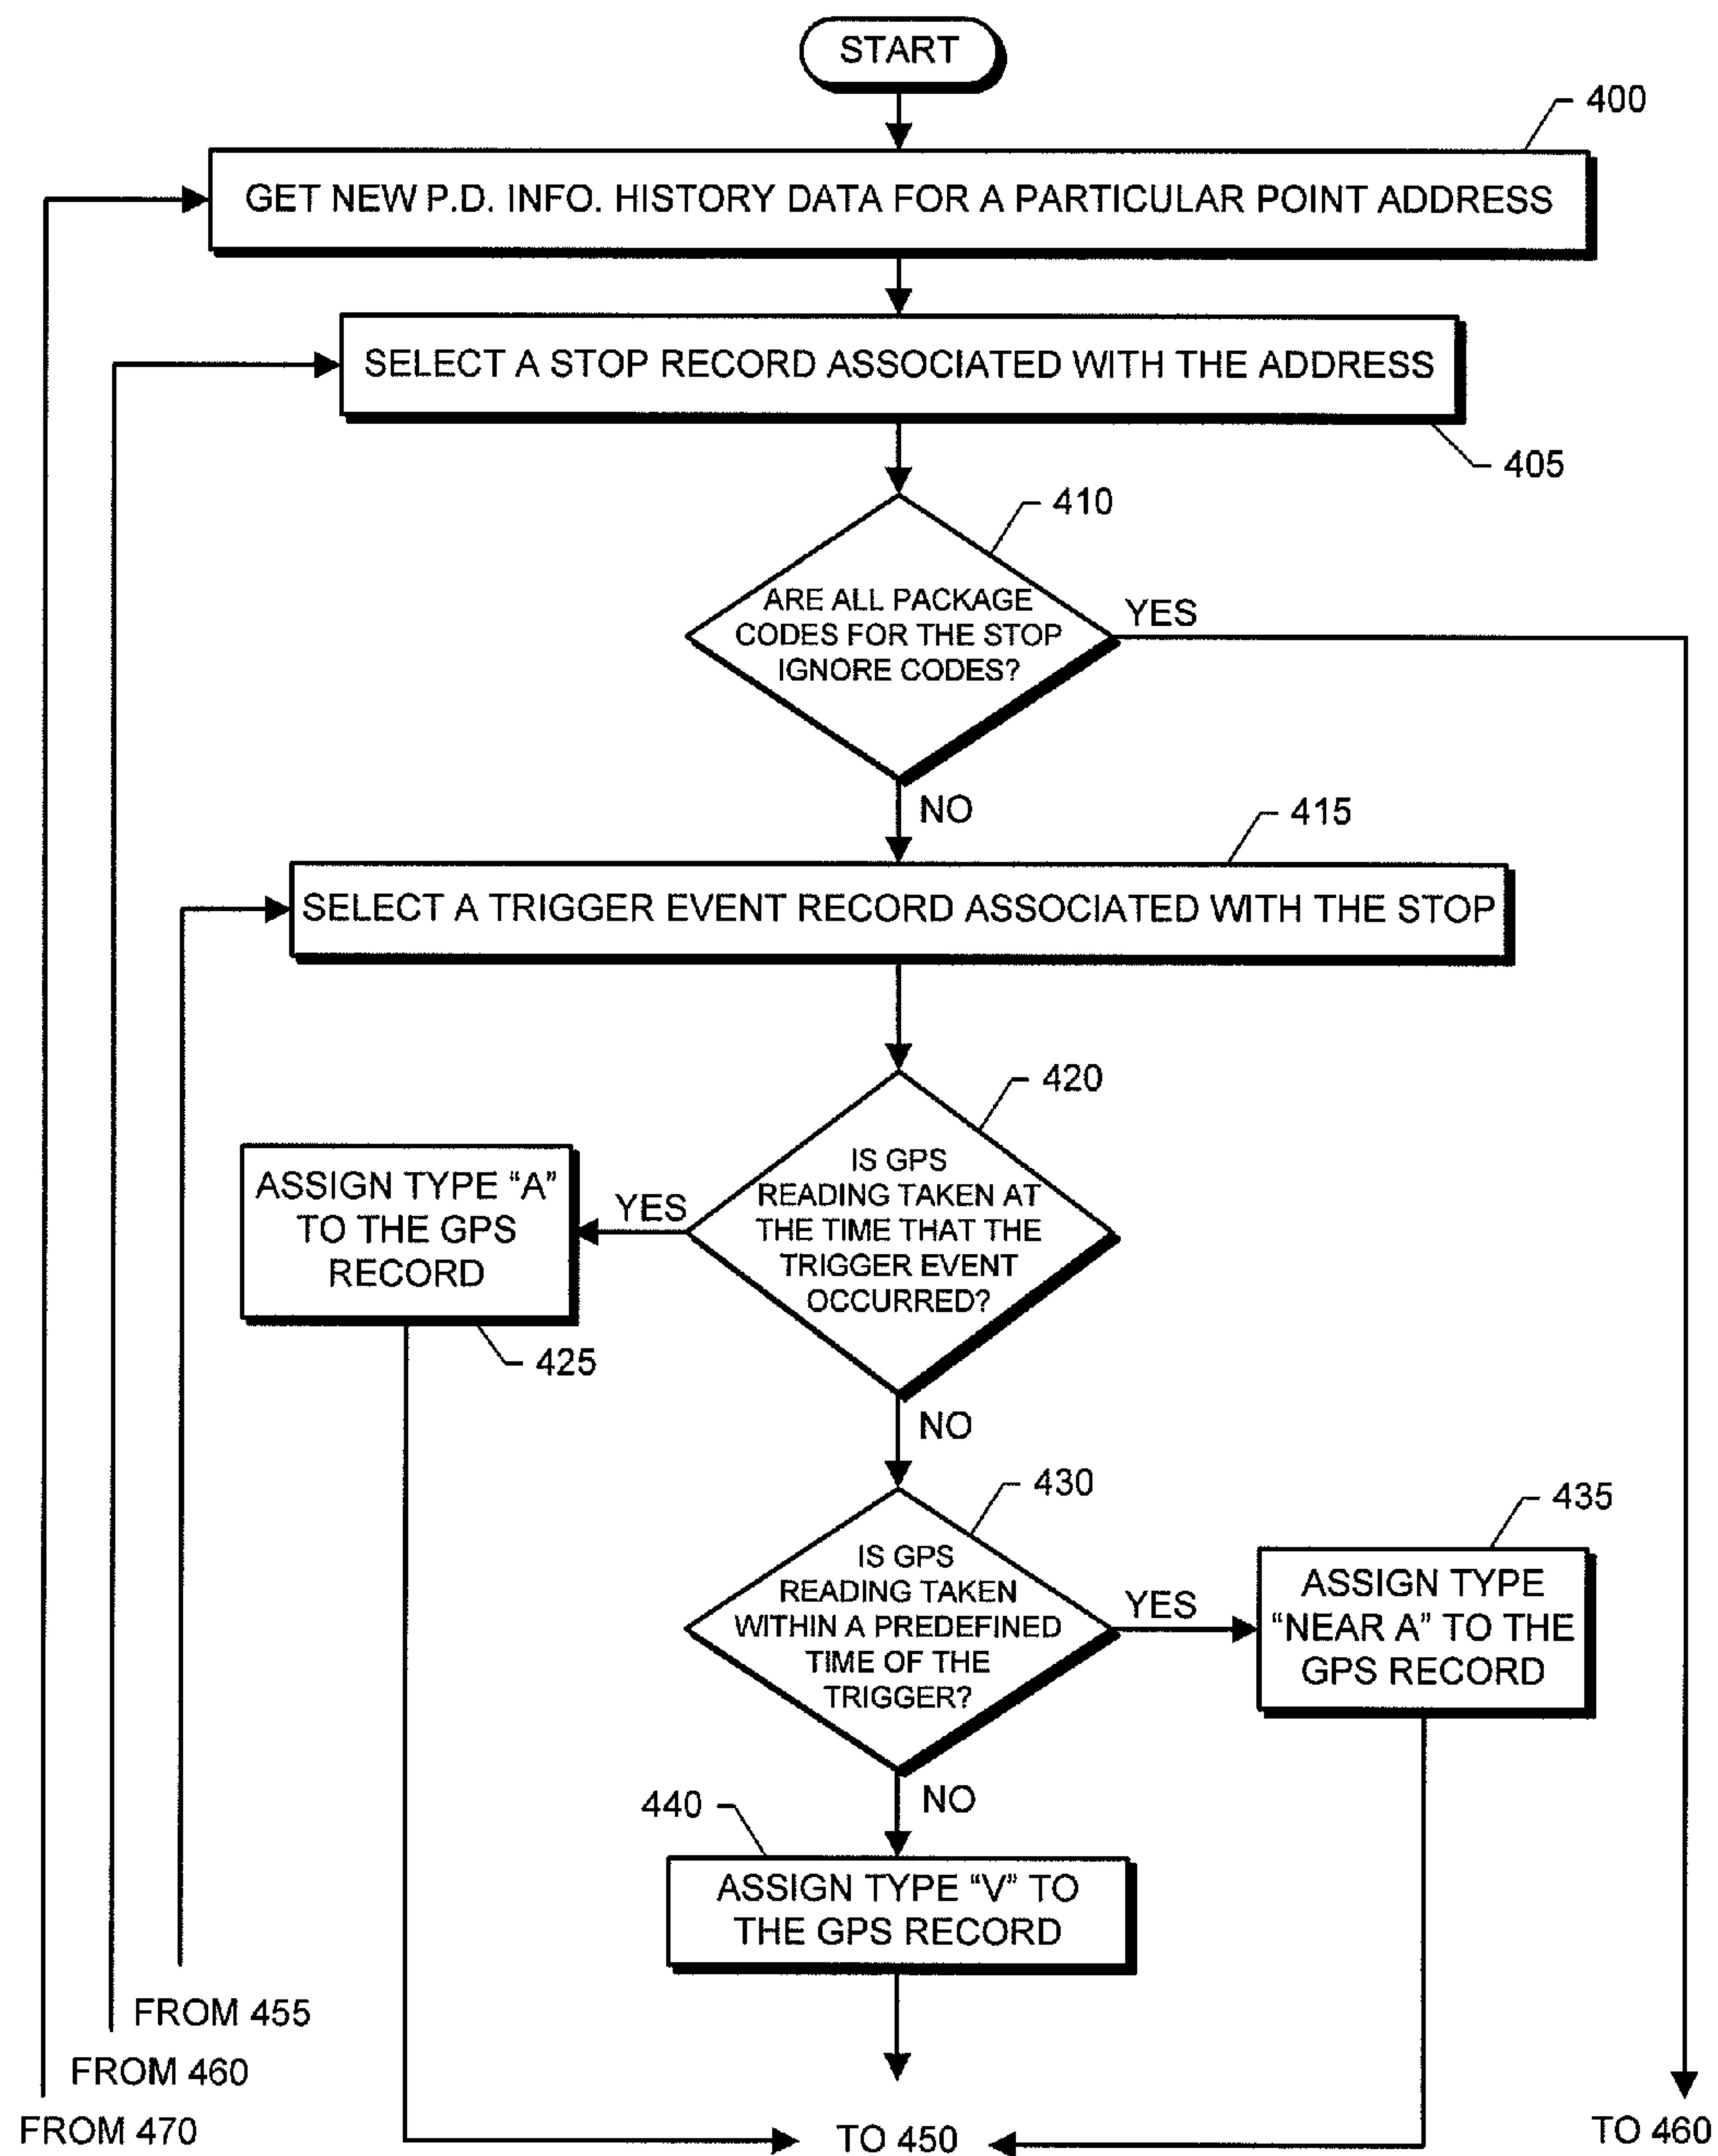 START
400
GET NEW P.D. INFO. HISTORY DATA FOR A PARTICULAR POINT ADDRESS
SELECT A STOP RECORD ASSOCIATED WITH THE ADDRESS
405
410
ARE ALL PACKAGE
CODES FOR THE STOP
IGNORE CODES?
YES
NO
415
SELECT A TRIGGER EVENT RECORD ASSOCIATED WITH THE STOP
420
IS GPS
READING TAKEN AT
THE TIME THAT THE
TRIGGER EVENT
OCCURRED?
YES
ASSIGN TYPE “A”
TO THE GPS
RECORD
425
NO
430
IS GPS
READING TAKEN
WITHIN A PREDEFINED
TIME OF THE
TRIGGER?
YES
435
ASSIGN TYPE
“NEAR A” TO THE
GPS RECORD
NO
440
ASSIGN TYPE “V” TO
THE GPS RECORD
FROM 455
FROM 460
FROM 470
TO 450
TO 460